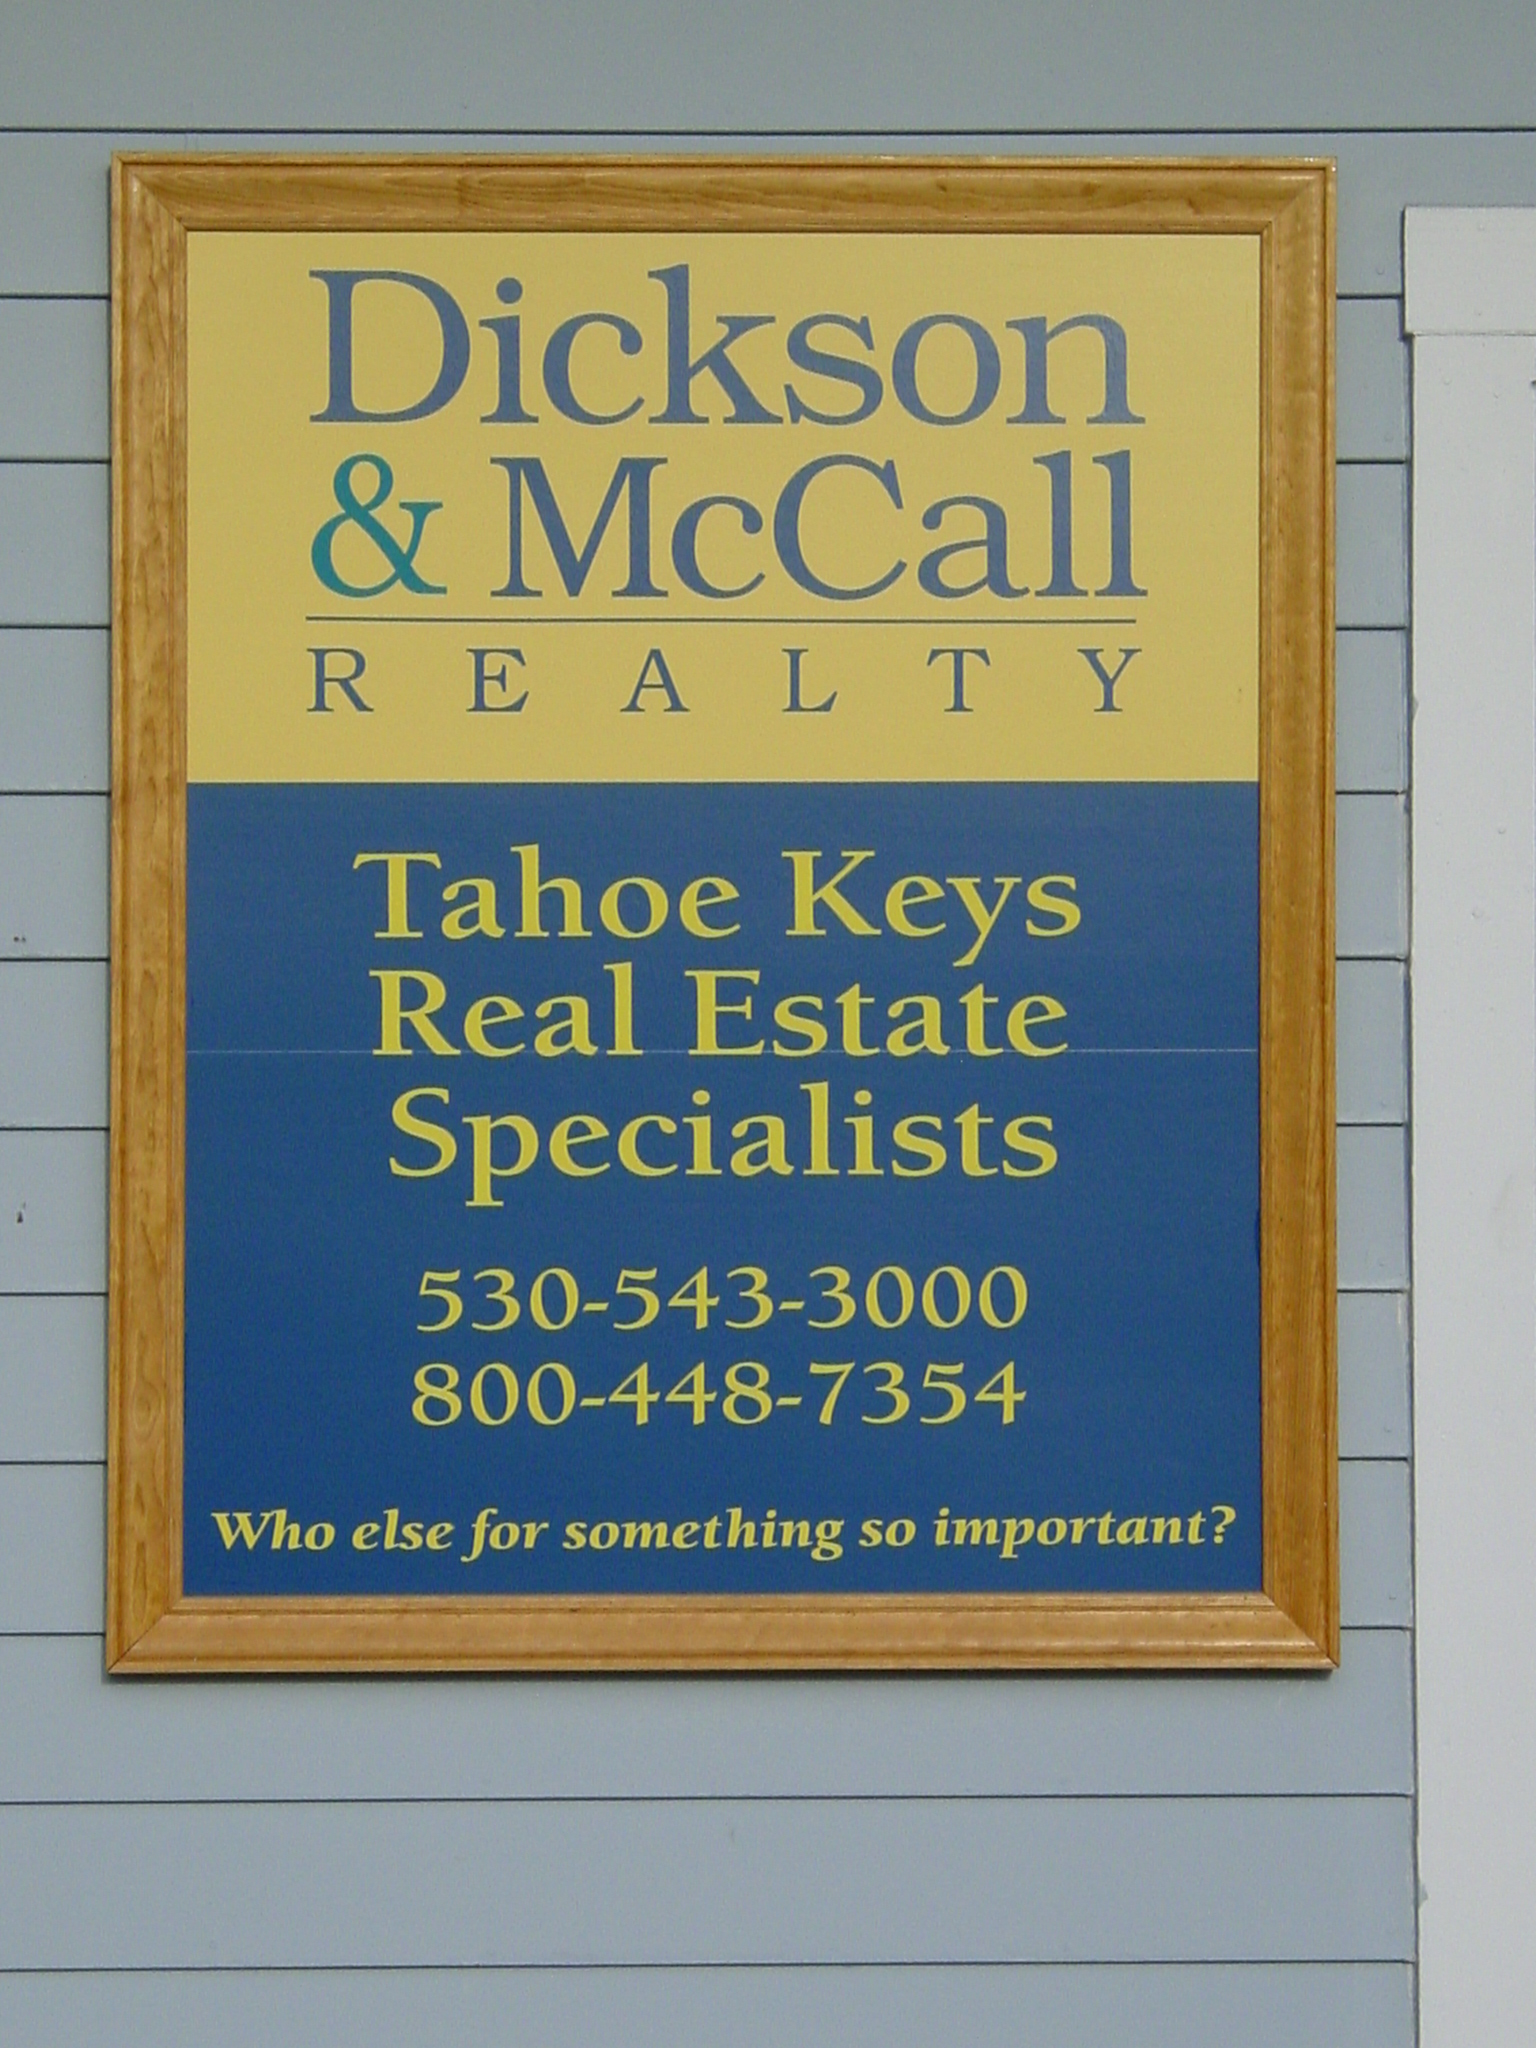 Dickson
& McCall
REALTY
Tahoe Keys
Real Estate
Specialists
530-543-3000
800-448-7354
Who else for something so important?